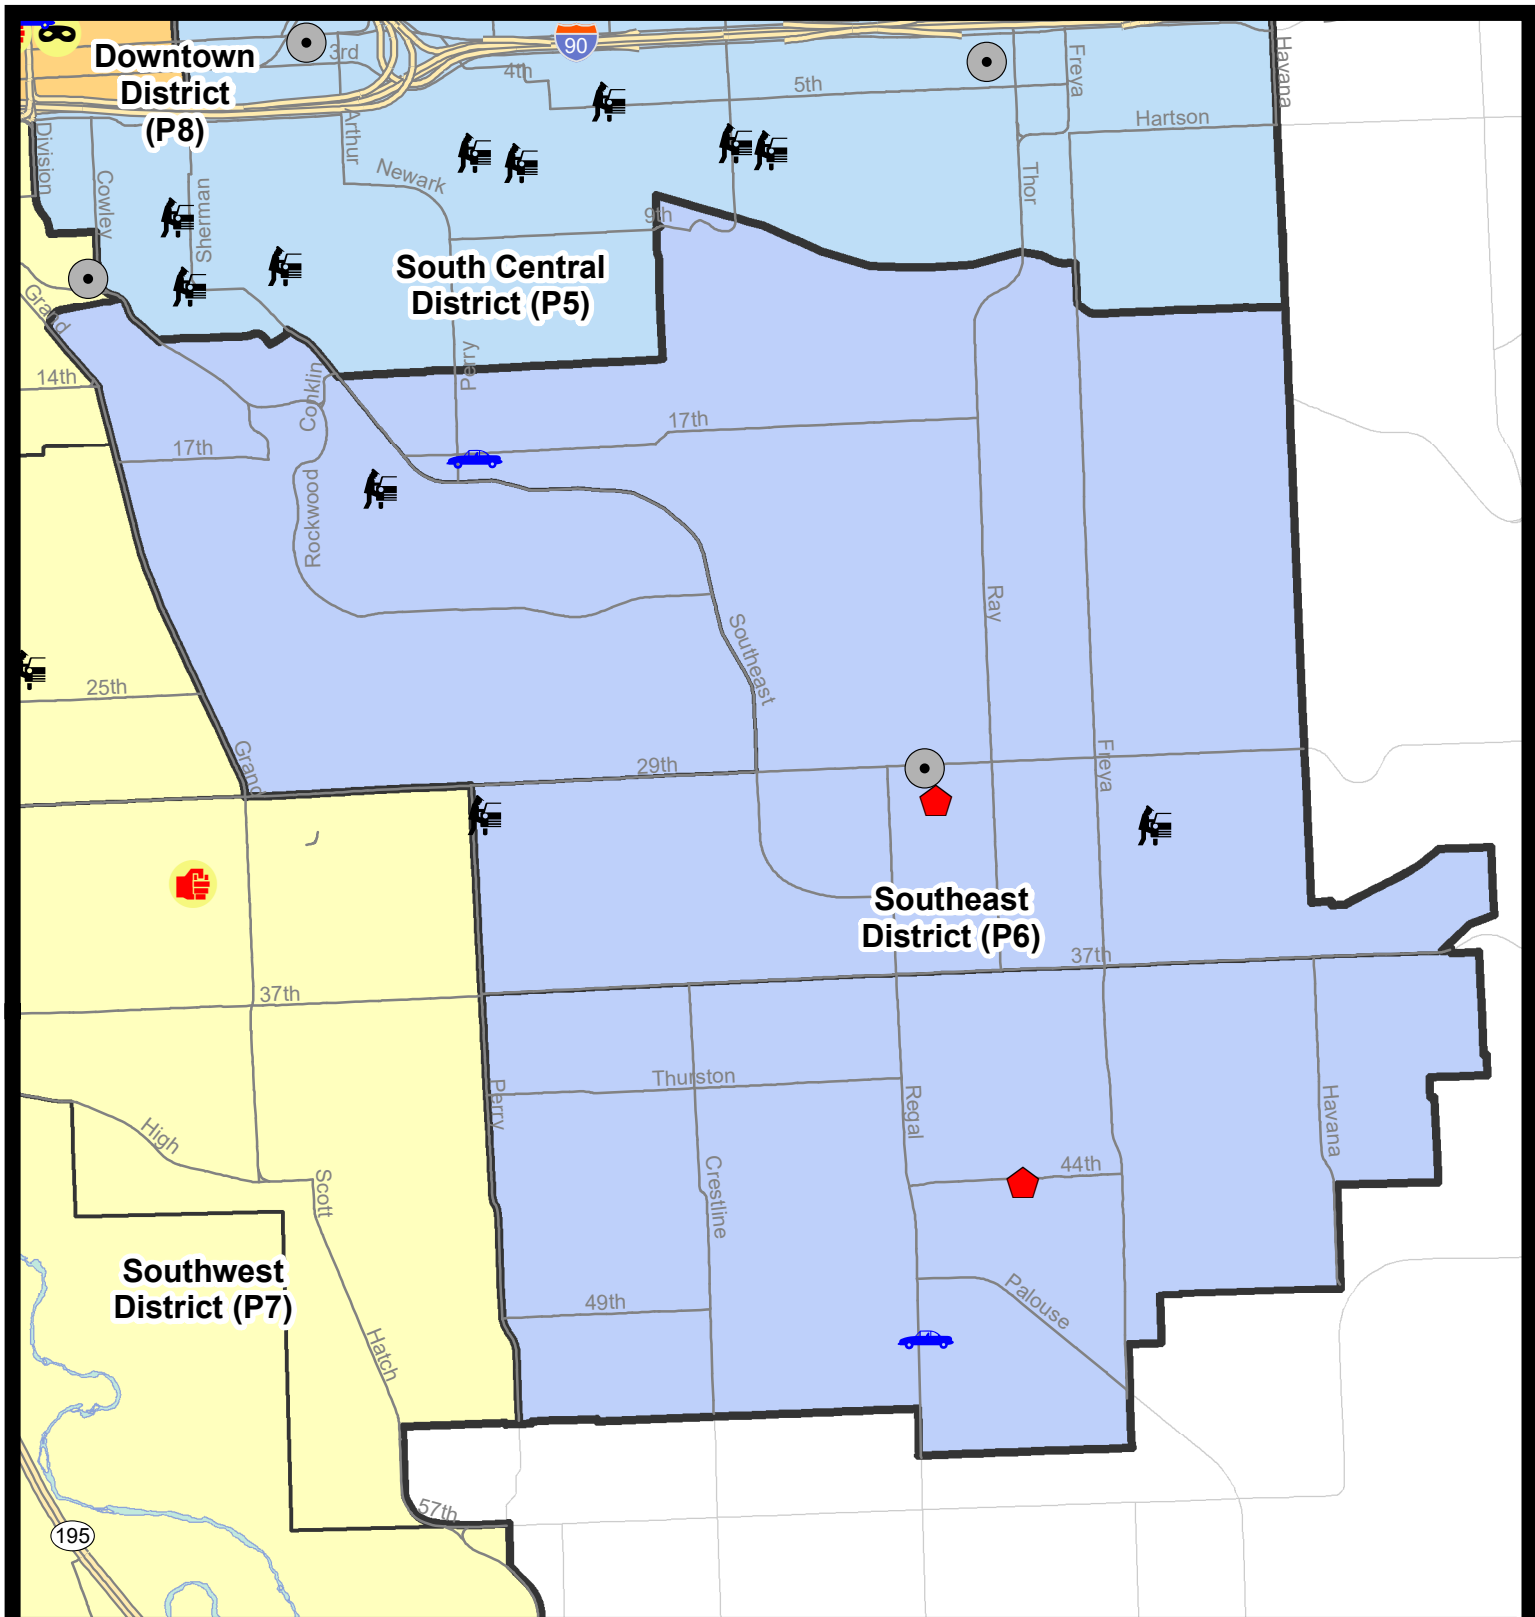 Downtown
District
(P8)
3rd
90
4th
5th
Freya
Havana
Hartson
Division
Arthur
Newark
Cowley
Sherman
Thor
9th
South Central
District (P5)
Grand
14th
Conklin
Perry
17th
17th
Rockwood
Ray
Southeast
25th
Grand
29th
Freya
Southeast
District (P6)
37th
37th
Thurston
Perry
Regal
Havana
High
Scott
Crestline
44th
Southwest
District (P7)
49th
Palouse
Hatch
57th
195